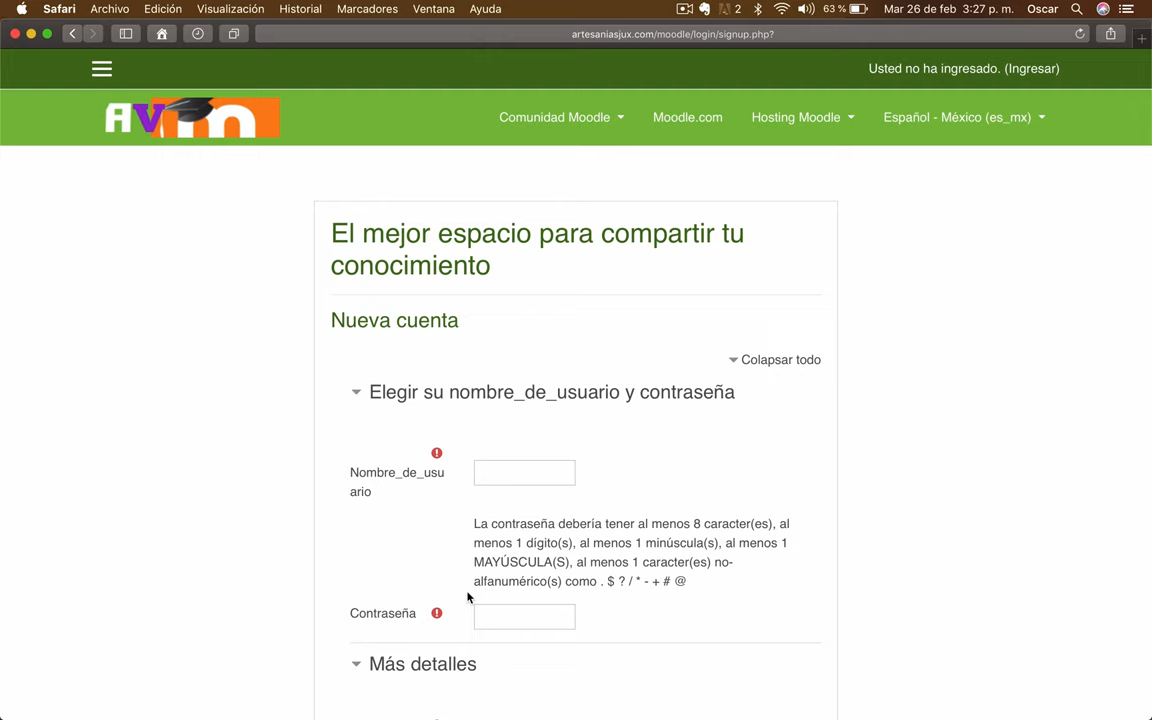 Safari Archivo Edición Visualización Historial Marcadores Ventana Ayuda 2 63 % Mar 26 de feb 3:27 p. m. Oscar
artesaniasjux.com/moodle/login/signup.php?
Usted no ha ingresado. (Ingresar)
AVm Comunidad Moodle Moodle.com Hosting Moodle Español - México (es_mx)
El mejor espacio para compartir tu
conocimiento
Nueva cuenta
Colapsar todo
Elegir su nombre_de_usuario y contraseña
Nombre_de_usu
ario
La contraseña debería tener al menos 8 caracter(es), al
menos 1 dígito(s), al menos 1 minúscula(s), al menos 1
MAYÚSCULA(S), al menos 1 caracter(es) no-
alfanumérico(s) como . $ ? / * - + # @
Contraseña
Más detalles